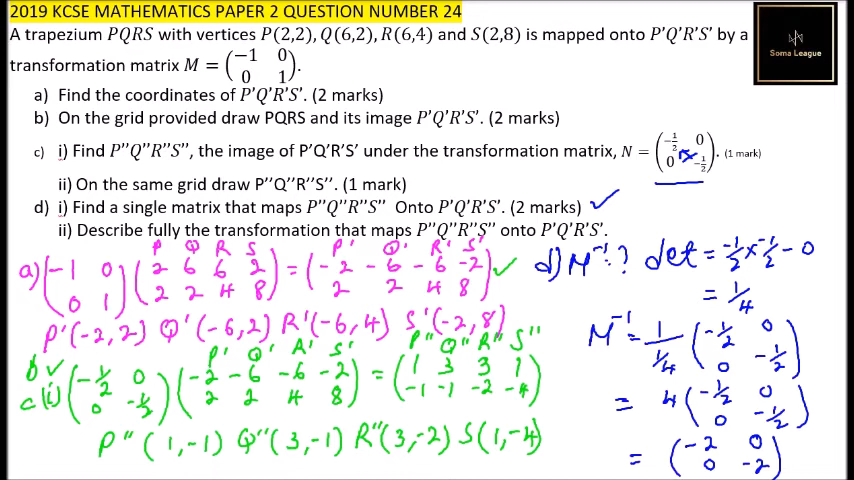 2019 KCSE MATHEMATICS PAPER 2 QUESTION NUMBER 24
A trapezium PQRS with vertices P(2,2), Q(6,2), R(6,4) and S(2,8) is mapped onto P'Q'R'S' by a
transformation matrix M = (−1 0
0 1).
Soma League
a) Find the coordinates of P'Q'R'S'. (2 marks)
b) On the grid provided draw PQRS and its image P'Q'R'S'. (2 marks)
c) i) Find P''Q''R''S'', the image of P'Q'R'S' under the transformation matrix, N = (−1/2 0
0 −1/2). (1 mark)
ii) On the same grid draw P''Q''R''S''. (1 mark)
d) i) Find a single matrix that maps P''Q''R''S'' Onto P'Q'R'S'. (2 marks) ✓
ii) Describe fully the transformation that maps P''Q''R''S'' onto P'Q'R'S'.
P Q R S P' Q' R' S'
a) (−1 0 (2 6 6 2 = (−2 −6 −6 −2 ✓
0 1) 2 2 4 8) 2 2 4 8)
P'(−2,2) Q'(−6,2) R'(−6,4) S'(−2,8)
b ✓
P' Q' R' S' P'' Q'' R'' S''
c(i) (−1/2 0 (−2 −6 −6 −2 = (1 3 3 1
0 −1/2) 2 2 4 8) −1 −1 −2 −4)
P''(1,−1) Q''(3,−1) R''(3,−2) S(1,−4)
d) M⁻¹:? det = −1/2 × −1/2 − 0
= 1/4
M⁻¹ = 1/(1/4) (−1/2 0
0 −1/2)
= 4 (−1/2 0
0 −1/2)
= (−2 0
0 −2)